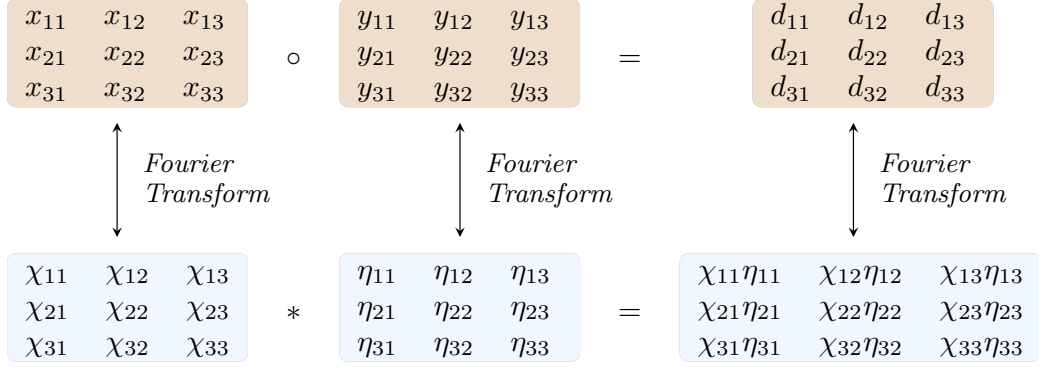 x₁₁ x₁₂ x₁₃ y₁₁ y₁₂ y₁₃ d₁₁ d₁₂ d₁₃
x₂₁ x₂₂ x₂₃ ∘ y₂₁ y₂₂ y₂₃ = d₂₁ d₂₂ d₂₃
x₃₁ x₃₂ x₃₃ y₃₁ y₃₂ y₃₃ d₃₁ d₃₂ d₃₃
Fourier Fourier Fourier
Transform Transform Transform
χ₁₁ χ₁₂ χ₁₃ η₁₁ η₁₂ η₁₃ χ₁₁η₁₁ χ₁₂η₁₂ χ₁₃η₁₃
χ₂₁ χ₂₂ χ₂₃ * η₂₁ η₂₂ η₂₃ = χ₂₁η₂₁ χ₂₂η₂₂ χ₂₃η₂₃
χ₃₁ χ₃₂ χ₃₃ η₃₁ η₃₂ η₃₃ χ₃₁η₃₁ χ₃₂η₃₂ χ₃₃η₃₃